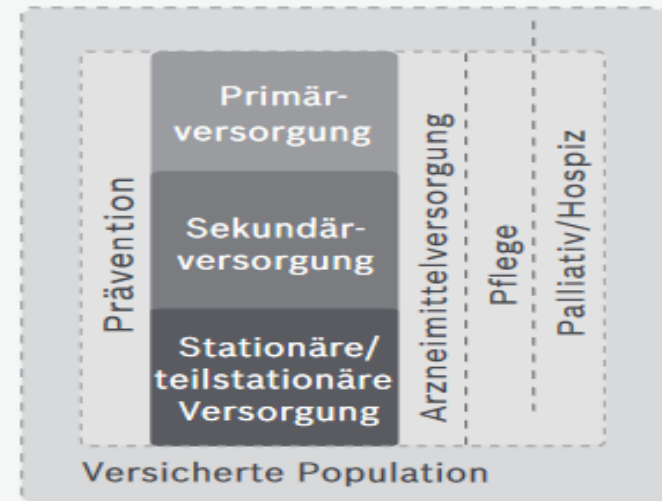 Prävention
Primär-
versorgung
Sekundär-
versorgung
Stationäre/
teilstationäre
Versorgung
Arzneimittelversorgung
Pflege
Palliativ/Hospiz
Versicherte Population